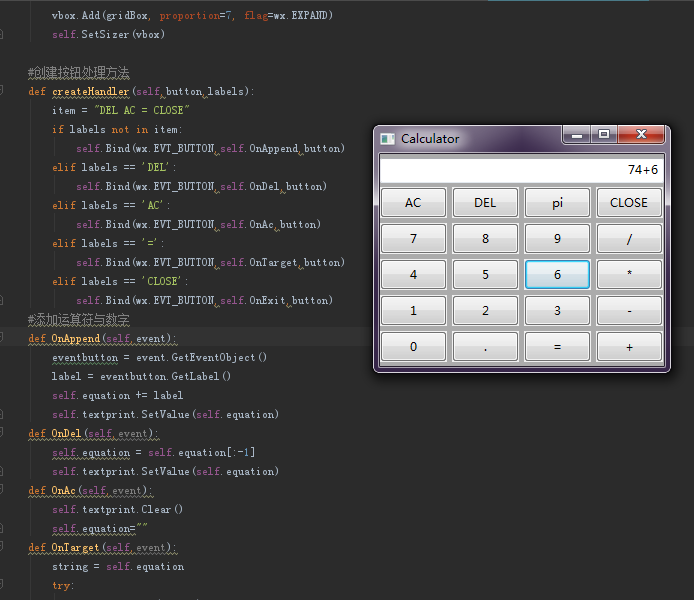 vbox.Add(gridBox, proportion=7, flag=wx.EXPAND)
self.SetSizer(vbox)
#创建按钮处理方法
def createHandler(self,button,labels):
item = "DEL AC = CLOSE"
if labels not in item:
self.Bind(wx.EVT_BUTTON,self.OnAppend,button)
elif labels == 'DEL':
self.Bind(wx.EVT_BUTTON,self.OnDel,button)
elif labels == 'AC':
self.Bind(wx.EVT_BUTTON,self.OnAc,button)
elif labels == '=':
self.Bind(wx.EVT_BUTTON,self.OnTarget,button)
elif labels == 'CLOSE':
self.Bind(wx.EVT_BUTTON,self.OnExit,button)
#添加运算符与数字
def OnAppend(self,event):
eventbutton = event.GetEventObject()
label = eventbutton.GetLabel()
self.equation += label
self.textprint.SetValue(self.equation)
def OnDel(self,event):
self.equation = self.equation[:-1]
self.textprint.SetValue(self.equation)
def OnAc(self,event):
self.textprint.Clear()
self.equation=""
def OnTarget(self,event):
string = self.equation
try:
Calculator
74+6
AC DEL pi CLOSE
7 8 9 /
4 5 6 *
1 2 3 -
0 . = +